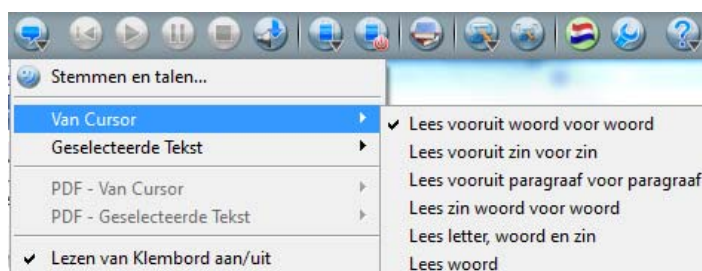 Stemmen en talen...
Van Cursor
Geselecteerde Tekst
PDF - Van Cursor
PDF - Geselecteerde Tekst
Lezen van Klembord aan/uit
Lees vooruit woord voor woord
Lees vooruit zin voor zin
Lees vooruit paragraaf voor paragraaf
Lees zin woord voor woord
Lees letter, woord en zin
Lees woord